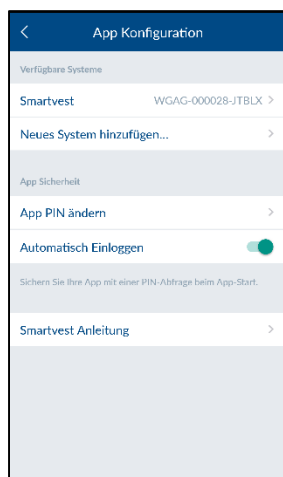 App Konfiguration
Verfügbare Systeme
Smartvest WGAG-000028-JTBLX
Neues System hinzufügen...
App Sicherheit
App PIN ändern
Automatisch Einloggen
Sichern Sie Ihre App mit einer PIN-Abfrage beim App-Start.
Smartvest Anleitung